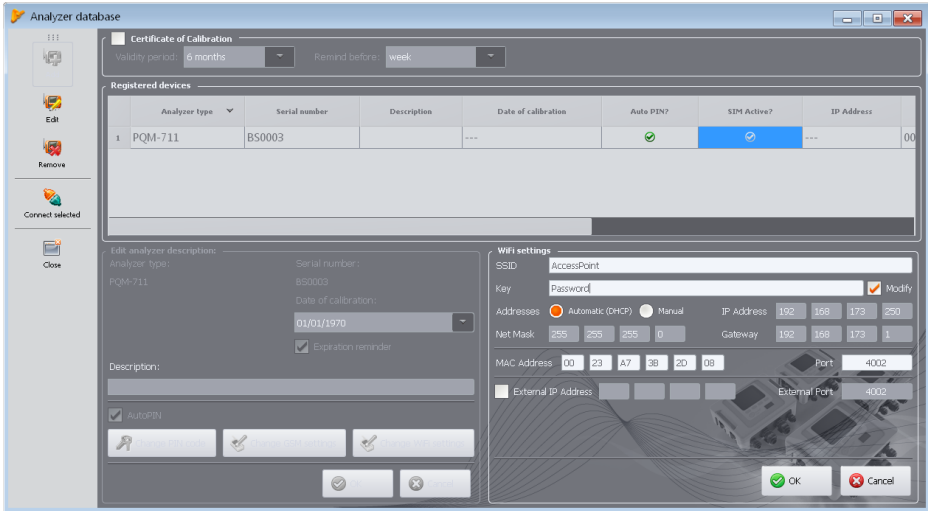 Analyzer database
Certificate of Calibration
Validity period: 6 months Remind before: week
Registered devices
Analyzer type Serial number Description Date of calibration Auto PIN? SIM Active? IP Address
1 PQM-711 BS0003 --- --- 00
Edit
Remove
Connect selected
Close
Edit analyzer description:
Analyzer type: Serial number:
PQM-711 BS0003
Date of calibration:
01/01/1970
Expiration reminder
Description:
AutoPIN
Change PIN code Change GSM settings Change WiFi settings
OK Cancel
WiFi settings
SSID AccessPoint
Key Password Modify
Addresses Automatic (DHCP) Manual IP Address 192 168 173 250
Net Mask 255 255 255 0 Gateway 192 168 173 1
MAC Address 00 23 A7 3B 2D 08 Port 4002
External IP Address External Port 4002
OK Cancel